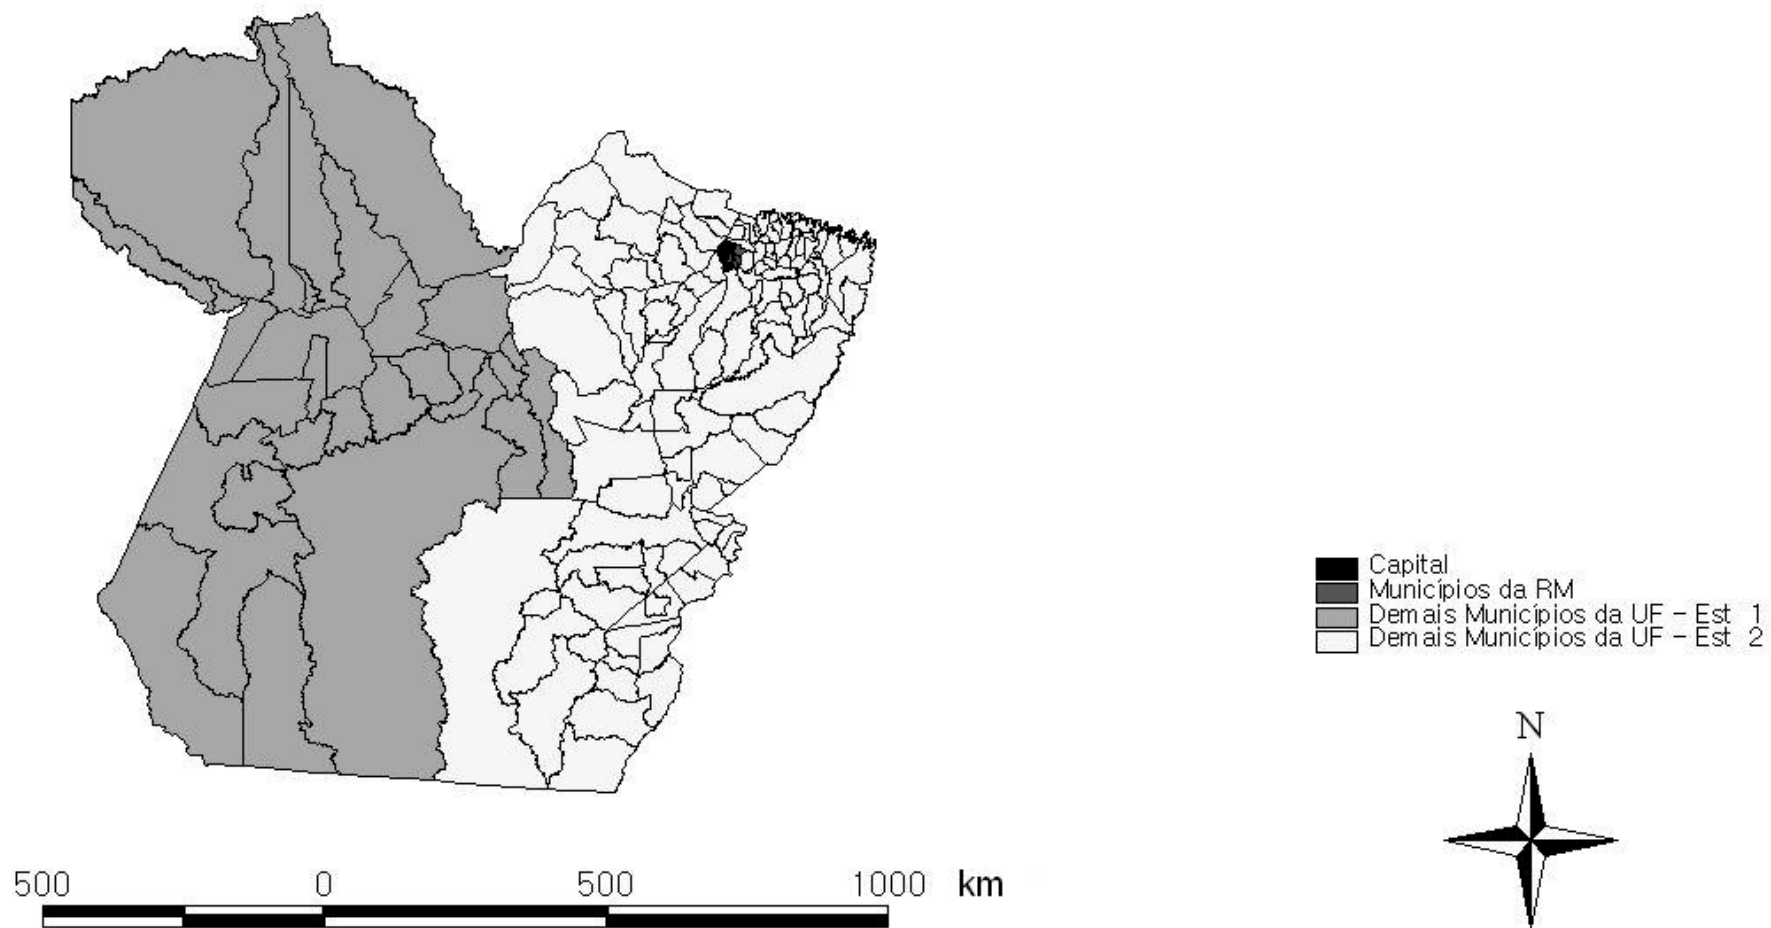 Capital
Municípios da RM
Demais Municípios da UF – Est 1
Demais Municípios da UF – Est 2
N
500 0 500 1000 km